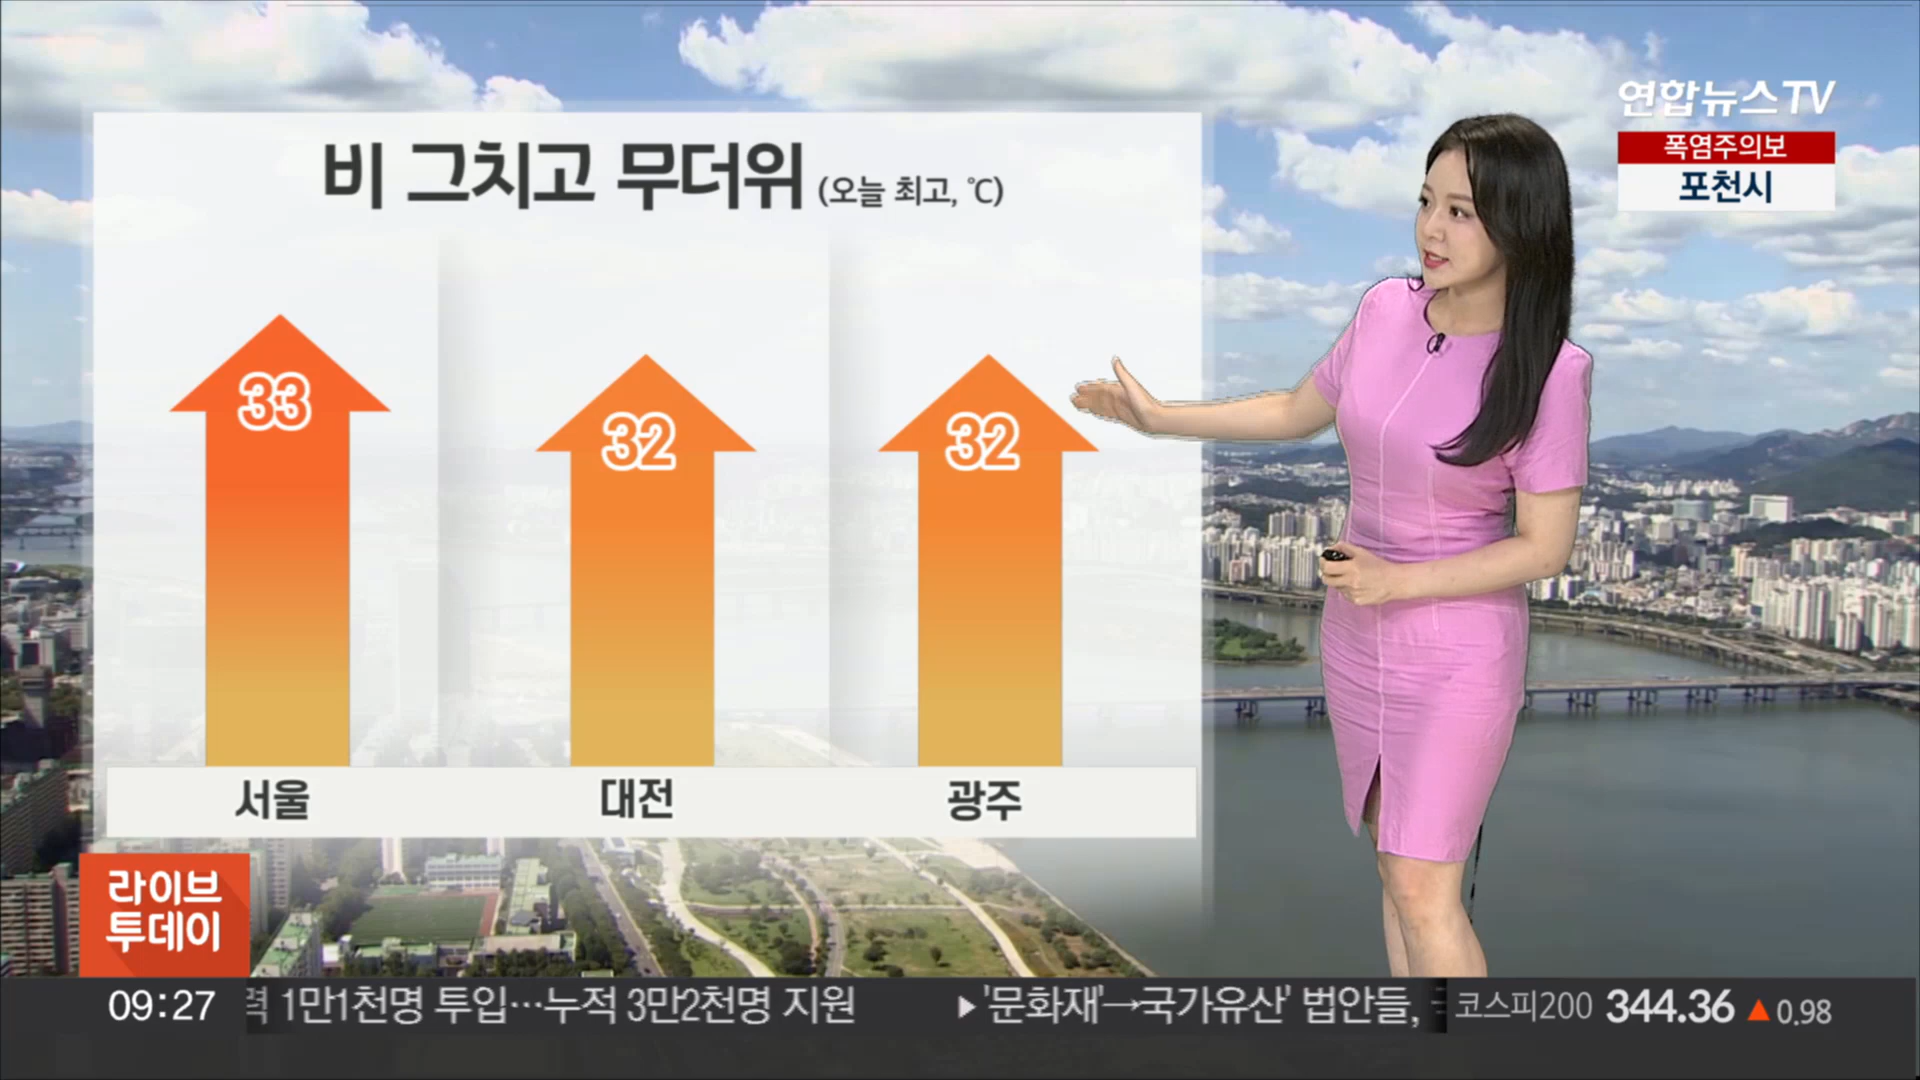 비 그치고 무더위 (오늘 최고, ℃)
연합뉴스TV
폭염주의보
포천시
33
32
32
서울
대전
광주
라이브
투데이
09:27
1만1천명 투입…누적 3만2천명 지원
▶'문화재'→국가유산' 법안들,
코스피200 344.36 ▲0.98